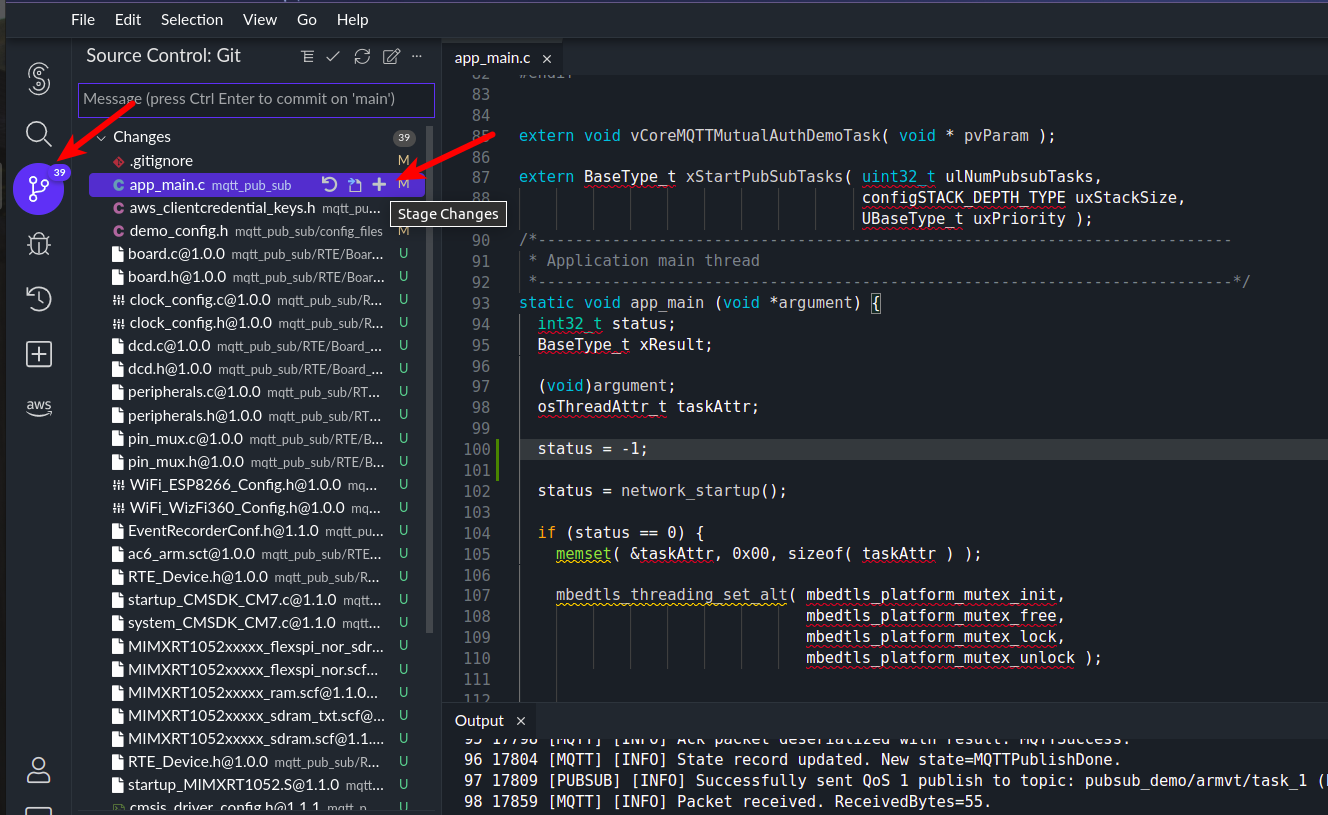 File Edit Selection View Go Help
Source Control: Git
Message (press Ctrl Enter to commit on 'main')
Changes 39
.gitignore M
39
C app_main.c mqtt_pub_sub M
C aws_clientcredential_keys.h mqtt_pu...
Stage Changes
C demo_config.h mqtt_pub_sub/config_files M
board.c@1.0.0 mqtt_pub_sub/RTE/Boar... U
board.h@1.0.0 mqtt_pub_sub/RTE/Boar... U
clock_config.c@1.0.0 mqtt_pub_sub/R... U
clock_config.h@1.0.0 mqtt_pub_sub/R... U
dcd.c@1.0.0 mqtt_pub_sub/RTE/Board_... U
dcd.h@1.0.0 mqtt_pub_sub/RTE/Board_... U
peripherals.c@1.0.0 mqtt_pub_sub/RT... U
aws
peripherals.h@1.0.0 mqtt_pub_sub/RT... U
pin_mux.c@1.0.0 mqtt_pub_sub/RTE/B... U
pin_mux.h@1.0.0 mqtt_pub_sub/RTE/B... U
WiFi_ESP8266_Config.h@1.0.0 mq... U
WiFi_WizFi360_Config.h@1.0.0 mq... U
EventRecorderConf.h@1.1.0 mqtt_pu... U
ac6_arm.sct@1.0.0 mqtt_pub_sub/RTE... U
RTE_Device.h@1.0.0 mqtt_pub_sub/R... U
startup_CMSDK_CM7.c@1.1.0 mqtt... U
system_CMSDK_CM7.c@1.1.0 mqtt... U
MIMXRT1052xxxxx_flexspi_nor_sdr... U
MIMXRT1052xxxxx_flexspi_nor.scf... U
MIMXRT1052xxxxx_ram.scf@1.1.0... U
MIMXRT1052xxxxx_sdram_txt.scf@... U
MIMXRT1052xxxxx_sdram.scf@1.1.... U
RTE_Device.h@1.1.0 mqtt_pub_sub/R... U
startup_MIMXRT1052.S@1.1.0 mqtt... U
cmsis_driver_config.h@1.1.1 mqtt_p... U
app_main.c ×
82 #endif
83
84
85 extern void vCoreMQTTMutualAuthDemoTask( void * pvParam );
86
87 extern BaseType_t xStartPubSubTasks( uint32_t ulNumPubsubTasks,
88 configSTACK_DEPTH_TYPE uxStackSize,
UBaseType_t uxPriority );
90 /*---------------------------------------------------------------------------
91 * Application main thread
92 *---------------------------------------------------------------------------*/
93 static void app_main (void *argument) {
94 int32_t status;
95 BaseType_t xResult;
96
97 (void)argument;
98 osThreadAttr_t taskAttr;
99
100 status = -1;
101
102 status = network_startup();
103
104 if (status == 0) {
105 memset( &taskAttr, 0x00, sizeof( taskAttr ) );
106
107 mbedtls_threading_set_alt( mbedtls_platform_mutex_init,
108 mbedtls_platform_mutex_free,
109 mbedtls_platform_mutex_lock,
110 mbedtls_platform_mutex_unlock );
111
112
Output ×
95 17798 [MQTT] [INFO] Ack packet deserialized with result: MQTTSuccess.
96 17804 [MQTT] [INFO] State record updated. New state=MQTTPublishDone.
97 17809 [PUBSUB] [INFO] Successfully sent QoS 1 publish to topic: pubsub_demo/armvt/task_1 (
98 17859 [MQTT] [INFO] Packet received. ReceivedBytes=55.